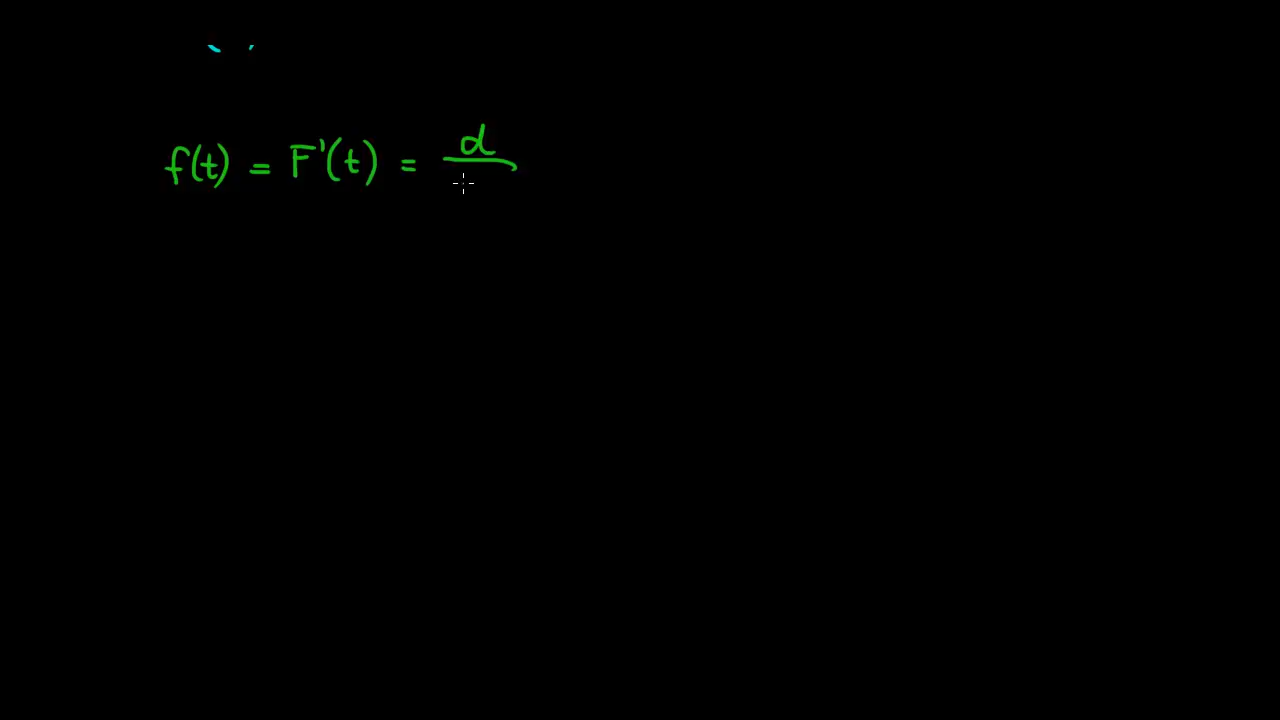 f(t) = F'(t) = d